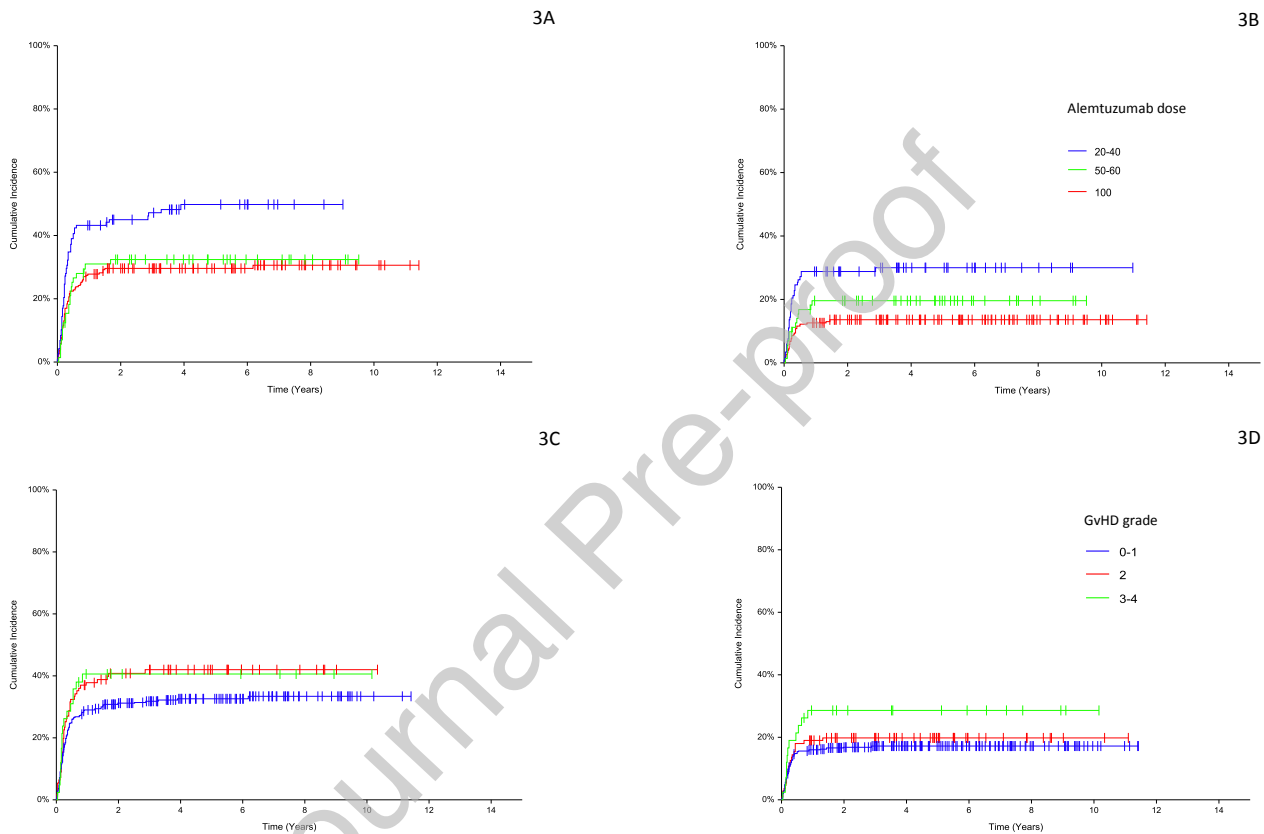 3A
3B
100%
80%
60%
40%
20%
0%
Cumulative Incidence
0 2 4 6 8 10 12 14
Time (Years)
100%
80%
60%
40%
20%
0%
Cumulative Incidence
0 2 4 6 8 10 12 14
Time (Years)
Alemtuzumab dose
20-40
50-60
100
3C
3D
100%
80%
60%
40%
20%
0%
Cumulative Incidence
0 2 4 6 8 10 12 14
Time (Years)
100%
80%
60%
40%
20%
0%
Cumulative Incidence
0 2 4 6 8 10 12 14
Time (Years)
GvHD grade
0-1
2
3-4
Journal Pre-proof